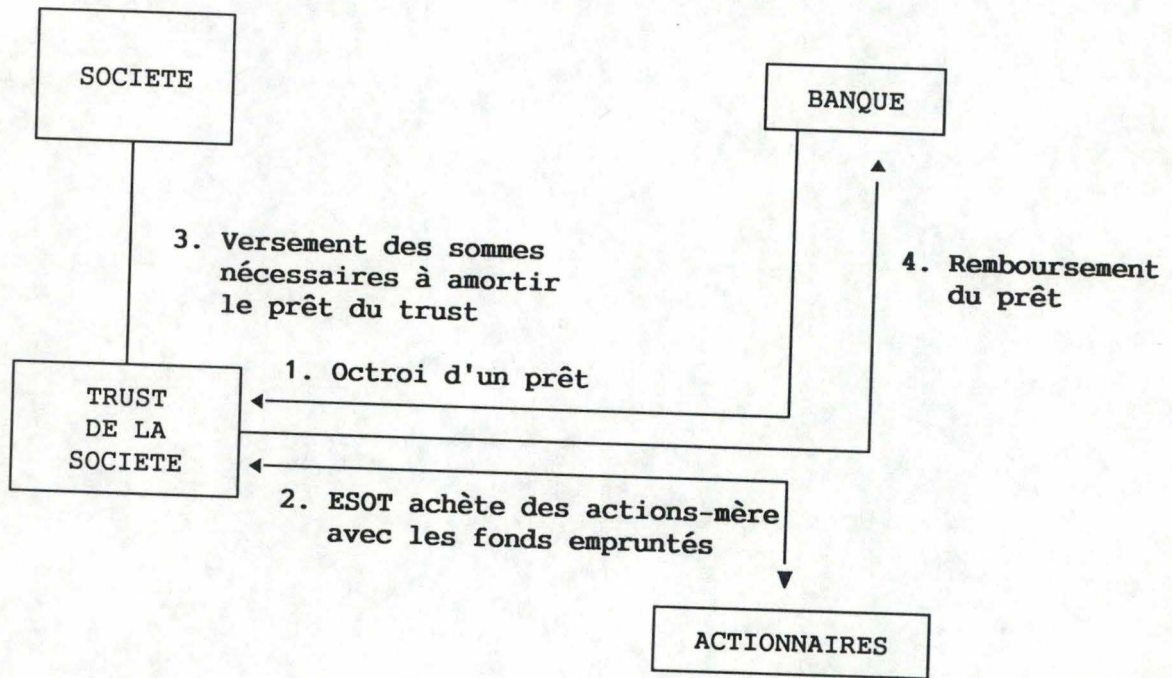 SOCIETE
BANQUE
3. Versement des sommes
nécessaires à amortir
le prêt du trust
4. Remboursement
du prêt
1. Octroi d'un prêt
TRUST
DE LA
SOCIETE
2. ESOT achète des actions-mère
avec les fonds empruntés
ACTIONNAIRES